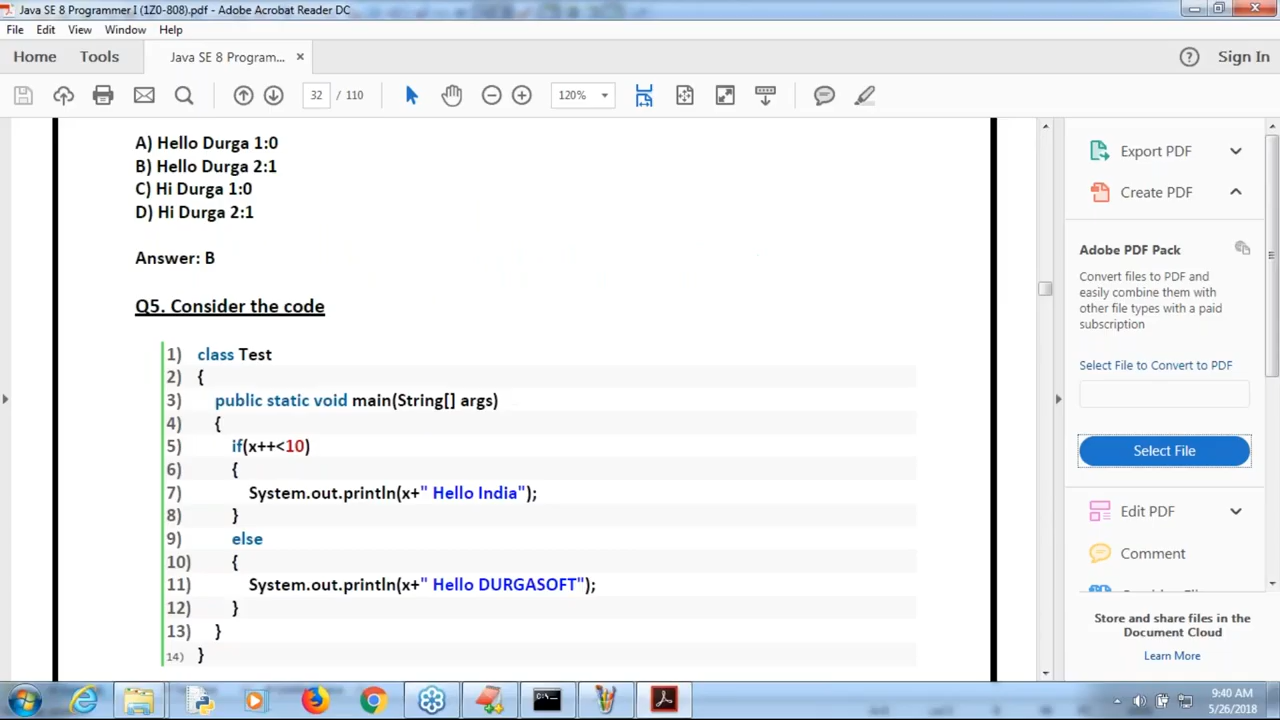 Java SE 8 Programmer I (1Z0-808).pdf - Adobe Acrobat Reader DC
File Edit View Window Help
Home Tools Java SE 8 Program... × Sign In
32 / 110 120%
A) Hello Durga 1:0
B) Hello Durga 2:1
C) Hi Durga 1:0
D) Hi Durga 2:1
Answer: B
Q5. Consider the code
1) class Test
2) {
3) public static void main(String[] args)
4) {
5) if(x++<10)
6) {
7) System.out.println(x+" Hello India");
8) }
9) else
10) {
11) System.out.println(x+" Hello DURGASOFT");
12) }
13) }
14) }
Export PDF
Create PDF
Adobe PDF Pack
Convert files to PDF and
easily combine them with
other file types with a paid
subscription
Select File to Convert to PDF
Select File
Edit PDF
Comment
Store and share files in the
Document Cloud
Learn More
9:40 AM
5/26/2018